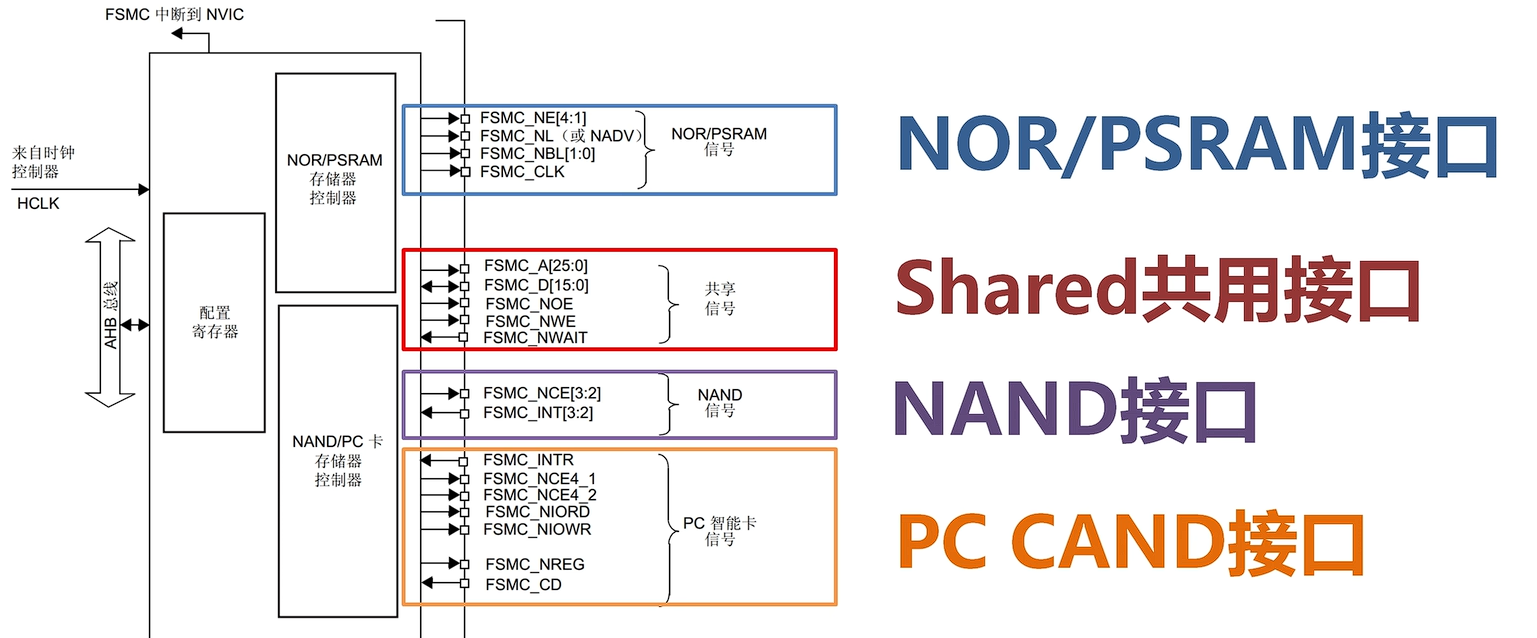 FSMC 中断到 NVIC
来自时钟
控制器
HCLK
AHB 总线
配置
寄存器
NOR/PSRAM
存储器
控制器
NAND/PC 卡
存储器
控制器
FSMC_NE[4:1]
FSMC_NL（或 NADV）
FSMC_NBL[1:0]
FSMC_CLK
NOR/PSRAM
信号
NOR/PSRAM接口
FSMC_A[25:0]
FSMC_D[15:0]
FSMC_NOE
FSMC_NWE
FSMC_NWAIT
共享
信号
Shared共用接口
FSMC_NCE[3:2]
FSMC_INT[3:2]
NAND
信号
NAND接口
FSMC_INTR
FSMC_NCE4_1
FSMC_NCE4_2
FSMC_NIORD
FSMC_NIOWR
FSMC_NREG
FSMC_CD
PC 智能卡
信号
PC CAND接口